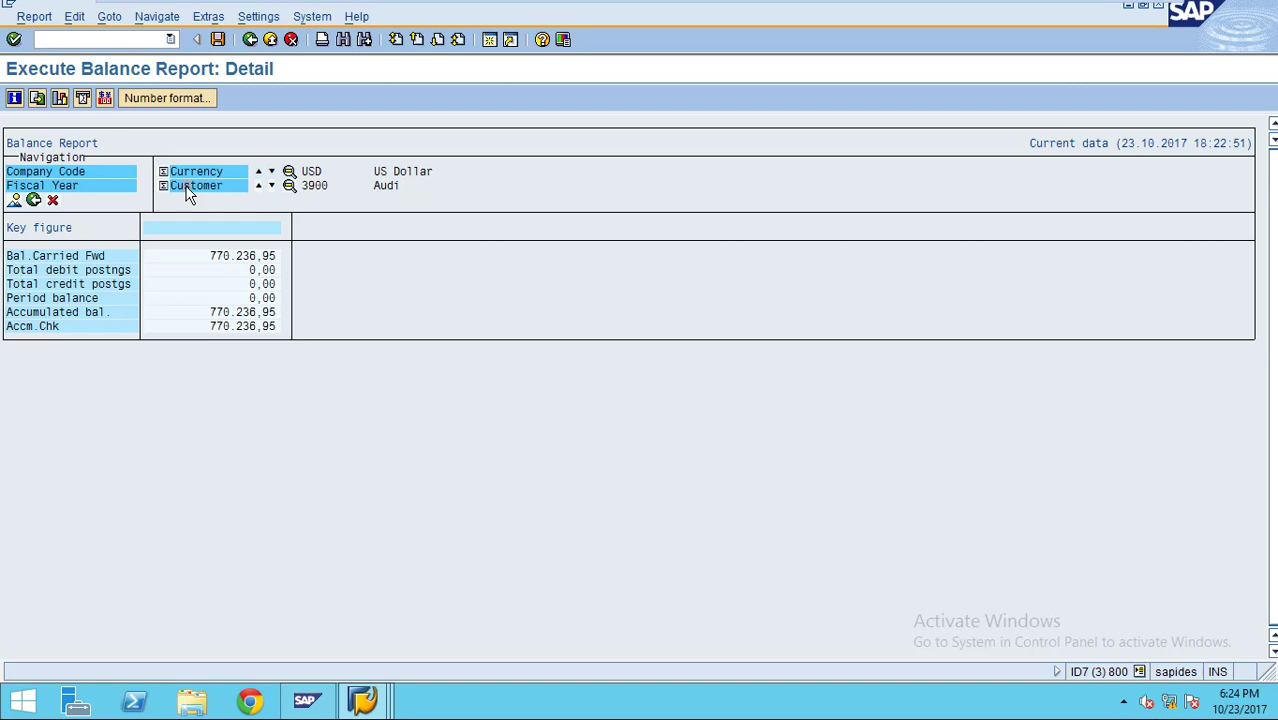 Report Edit Goto Navigate Extras Settings System Help
SAP
Execute Balance Report: Detail
Number format...
Balance Report Current data (23.10.2017 18:22:51)
Navigation
Company Code Currency USD US Dollar
Fiscal Year Customer 3900 Audi
Key figure
Bal.Carried Fwd 770.236,95
Total debit postngs 0,00
Total credit postgs 0,00
Period balance 0,00
Accumulated bal. 770.236,95
Accm.Chk 770.236,95
Activate Windows
Go to System in Control Panel to activate Windows.
ID7 (3) 800 sapides INS
SAP
6:24 PM
10/23/2017